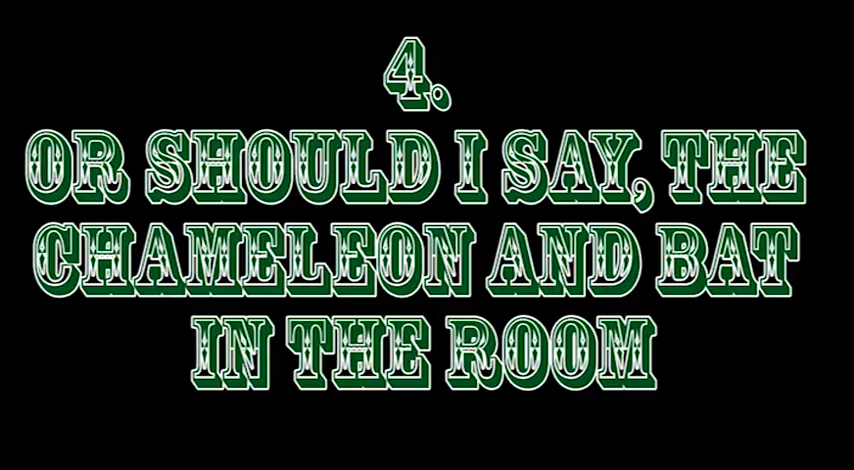 4.
OR SHOULD I SAY, THE
CHAMELEON AND BAT
IN THE ROOM